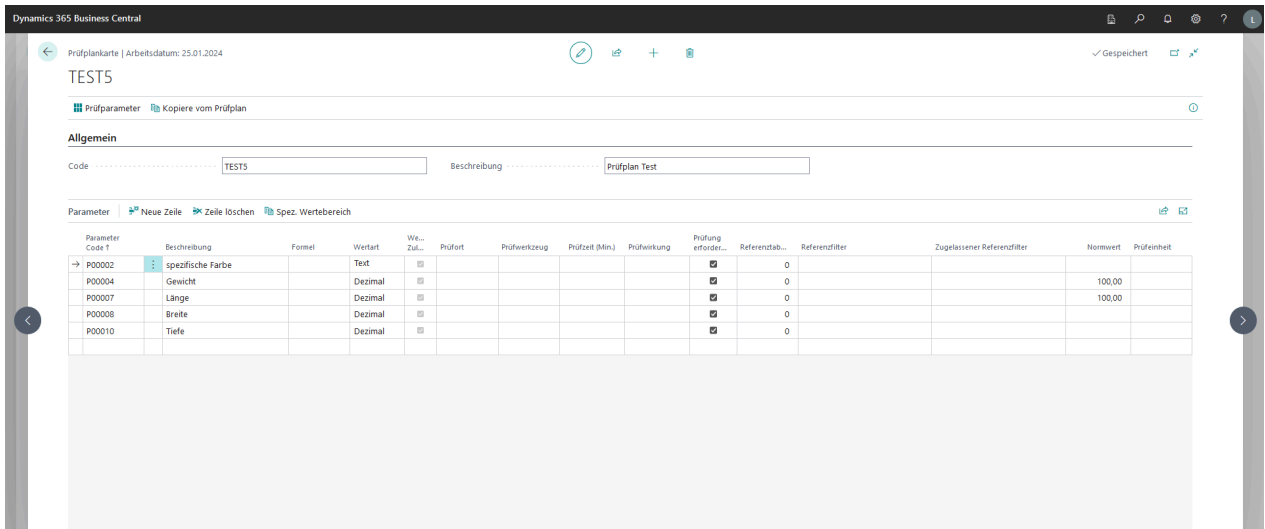 Dynamics 365 Business Central
? L
Prüfplankarte | Arbeitsdatum: 25.01.2024
Gespeichert
TEST5
Prüfparameter Kopiere vom Prüfplan
Allgemein
Code TEST5 Beschreibung Prüfplan Test
Parameter Neue Zeile Zeile löschen Spez. Wertebereich
Parameter Code ↑ Beschreibung Formel Wertart We... Zul... Prüfort Prüfwerkzeug Prüfzeit (Min.) Prüfwirkung Prüfung erforder... Referenztab... Referenzfilter Zugelassener Referenzfilter Normwert Prüfeinheit
P00002 spezifische Farbe Text 0
P00004 Gewicht Dezimal 0 100,00
P00007 Länge Dezimal 0 100,00
P00008 Breite Dezimal 0
P00010 Tiefe Dezimal 0